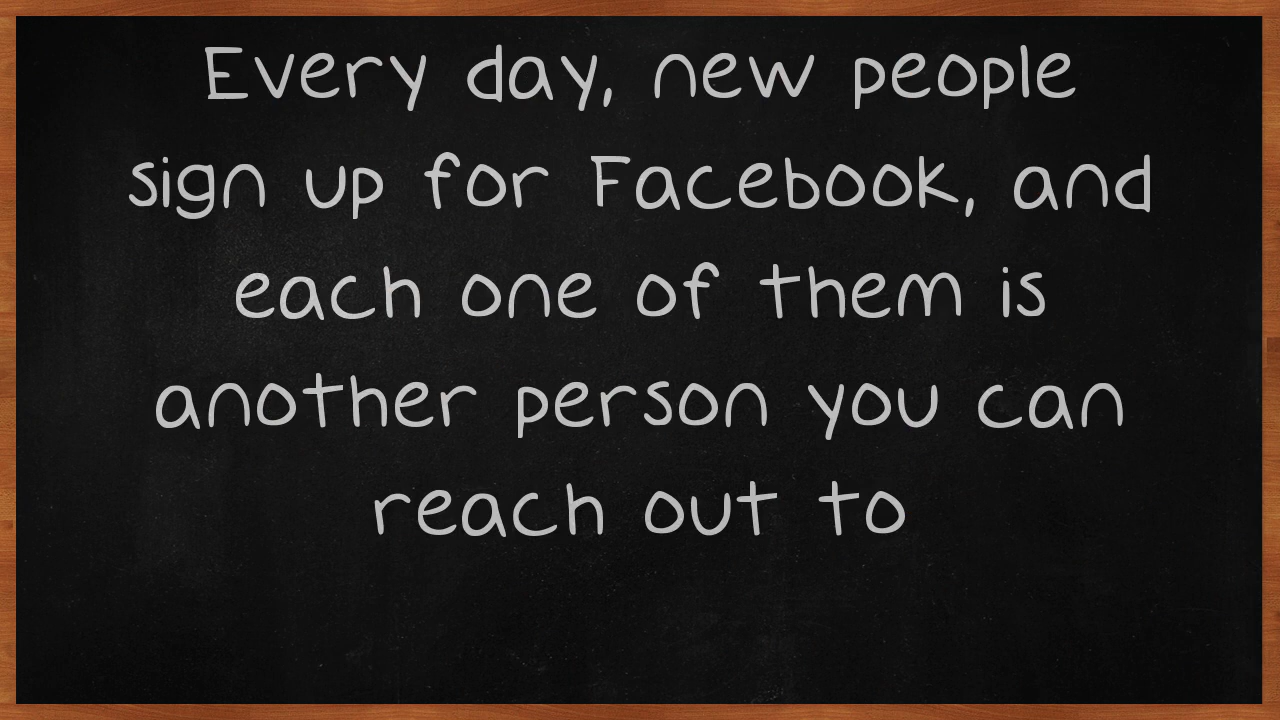 Every day, new people
sign up for Facebook, and
each one of them is
another person you can
reach out to